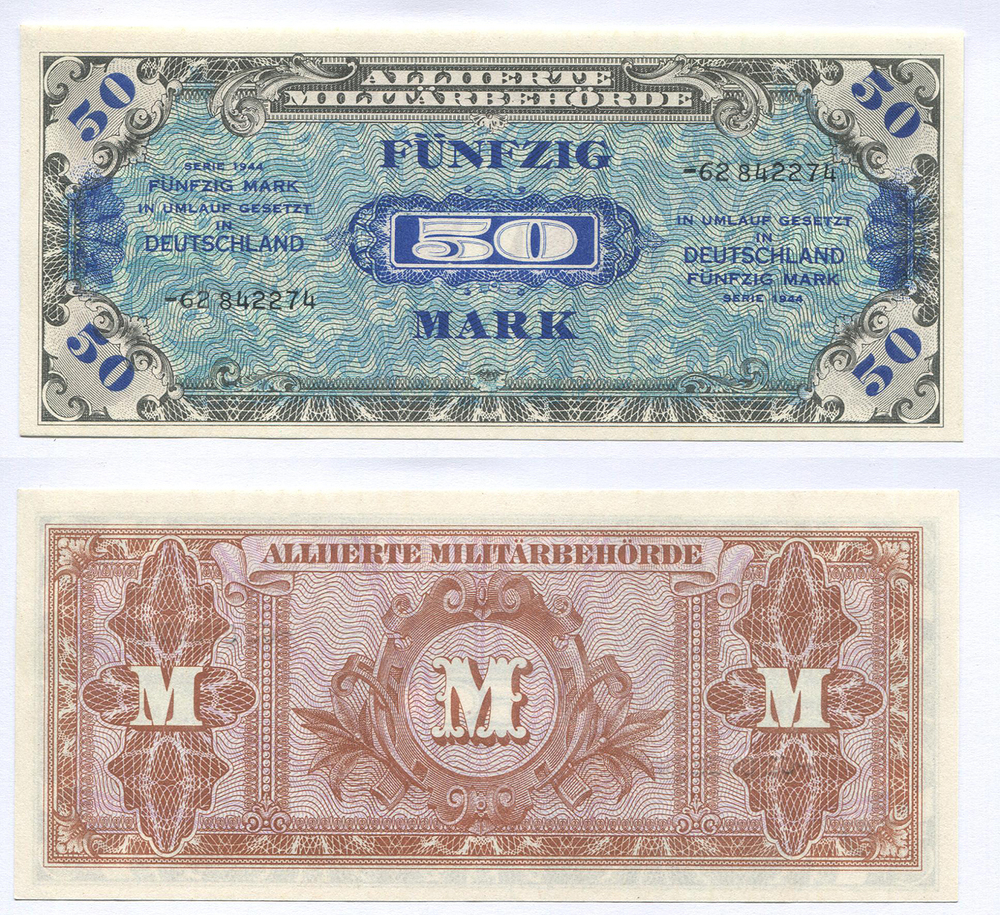 50
50
ALLIIERTE
MILITÄRBEHÖRDE
FÜNFZIG
SERIE 1944
FÜNFZIG MARK
IN UMLAUF GESETZT
IN
DEUTSCHLAND
-62 842274
50
-62 842274
IN UMLAUF GESETZT
IN
DEUTSCHLAND
FÜNFZIG MARK
SERIE 1944
MARK
50
50
ALLIIERTE MILITÄRBEHÖRDE
M
M
M